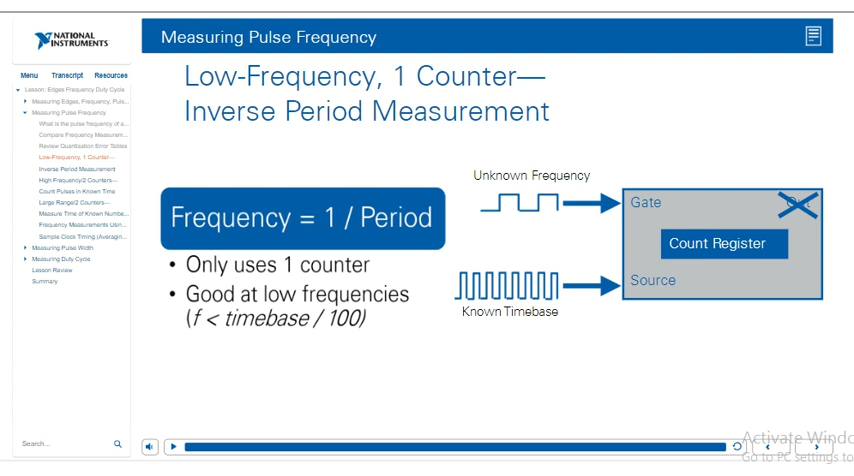 NATIONAL
INSTRUMENTS
Measuring Pulse Frequency
Menu Transcript Resources
Lesson: Edges Frequency Duty Cycle
Measuring Edges, Frequency, Puls...
Measuring Pulse Frequency
What is the pulse frequency of a...
Compare Frequency Measurem...
Review Quantization Error Tables
Low-Frequency, 1 Counter—
Inverse Period Measurement
High Frequency/2 Counters—
Count Pulses in Known Time
Large Range/2 Counters—
Measure Time of Known Numbe...
Frequency Measurements Usin...
Sample Clock Timing (Averagin...
Measuring Pulse Width
Measuring Duty Cycle
Lesson Review
Summary
Search...
Low-Frequency, 1 Counter—
Inverse Period Measurement
Frequency = 1 / Period
• Only uses 1 counter
• Good at low frequencies
(f < timebase / 100)
Unknown Frequency
Gate
Out
Count Register
Source
Known Timebase
Activate Windo
Go to PC settings to